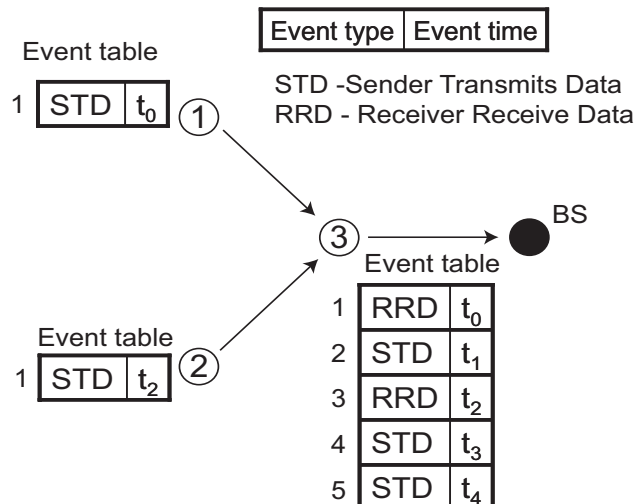 Event type Event time
Event table
1 STD t0
1
STD -Sender Transmits Data
RRD - Receiver Receive Data
BS
3
Event table
1 RRD t0
2 STD t1
3 RRD t2
4 STD t3
5 STD t4
Event table
1 STD t2
2